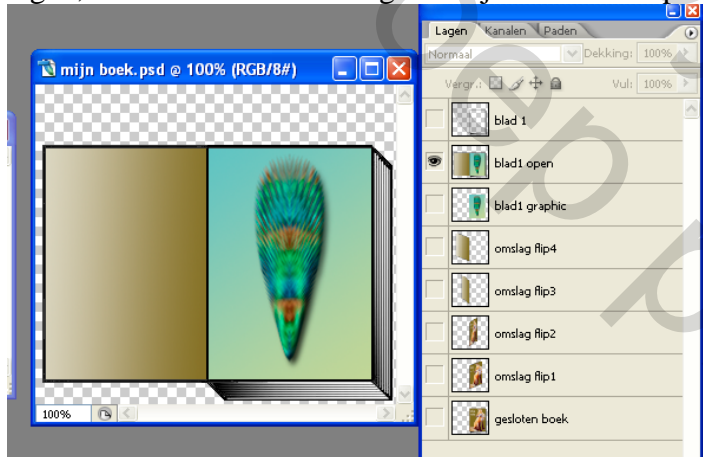 Lagen Kanalen Paden
Normaal Dekking: 100%
Vergr.: Vul: 100%
mijn boek.psd @ 100% (RGB/8#)
blad 1
blad1 open
blad1 graphic
omslag flip4
omslag flip3
omslag flip2
omslag flip1
gesloten boek
100%